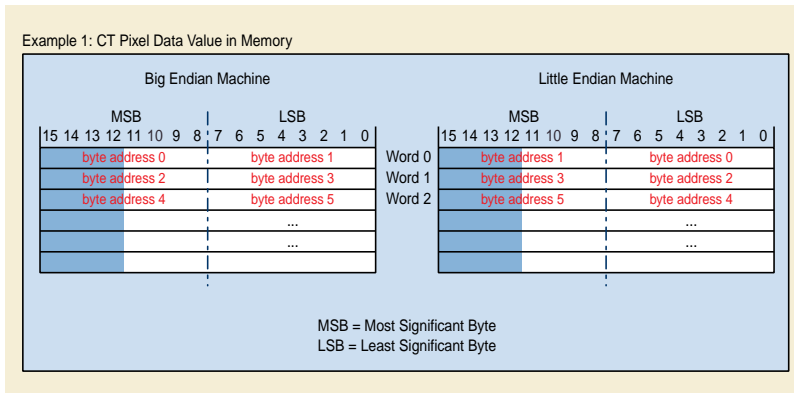 Example 1: CT Pixel Data Value in Memory
Big Endian Machine Little Endian Machine
MSB LSB MSB LSB
15 14 13 12 11 10 9 8 7 6 5 4 3 2 1 0 15 14 13 12 11 10 9 8 7 6 5 4 3 2 1 0
byte address 0 byte address 1 Word 0 byte address 1 byte address 0
byte address 2 byte address 3 Word 1 byte address 3 byte address 2
byte address 4 byte address 5 Word 2 byte address 5 byte address 4
... ...
... ...
MSB = Most Significant Byte
LSB = Least Significant Byte